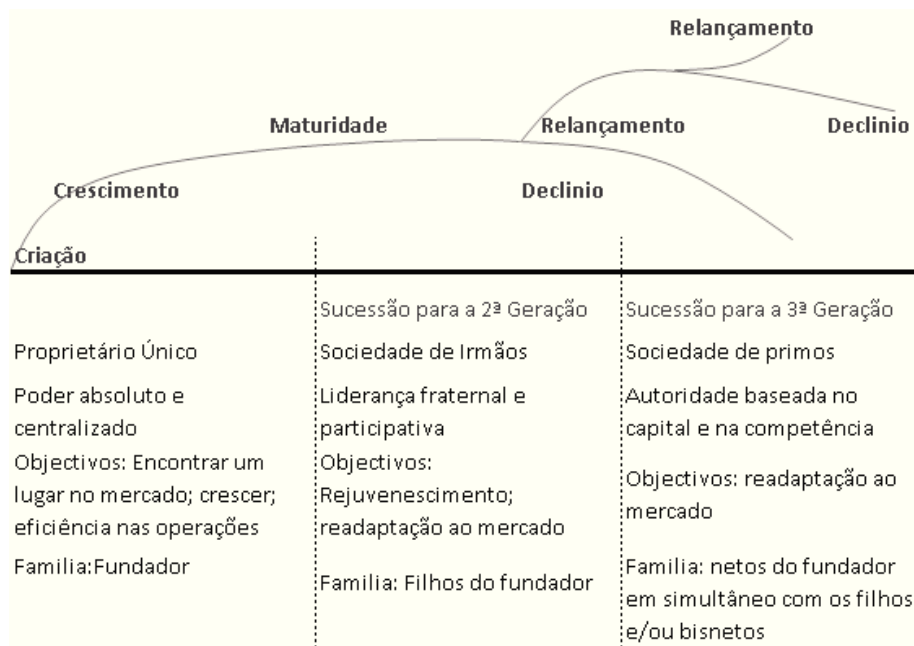 Relançamento
Maturidade
Relançamento
Declinio
Crescimento
Declinio
Criação
Sucessão para a 2ª Geração
Sucessão para a 3ª Geração
Proprietário Único
Sociedade de Irmãos
Sociedade de primos
Poder absoluto e
centralizado
Liderança fraternal e
participativa
Autoridade baseada no
capital e na competência
Objectivos: Encontrar um
lugar no mercado; crescer;
eficiência nas operações
Objectivos:
Rejuvenescimento;
readaptação ao mercado
Objectivos: readaptação ao
mercado
Familia:Fundador
Familia: Filhos do fundador
Familia: netos do fundador
em simultâneo com os filhos
e/ou bisnetos